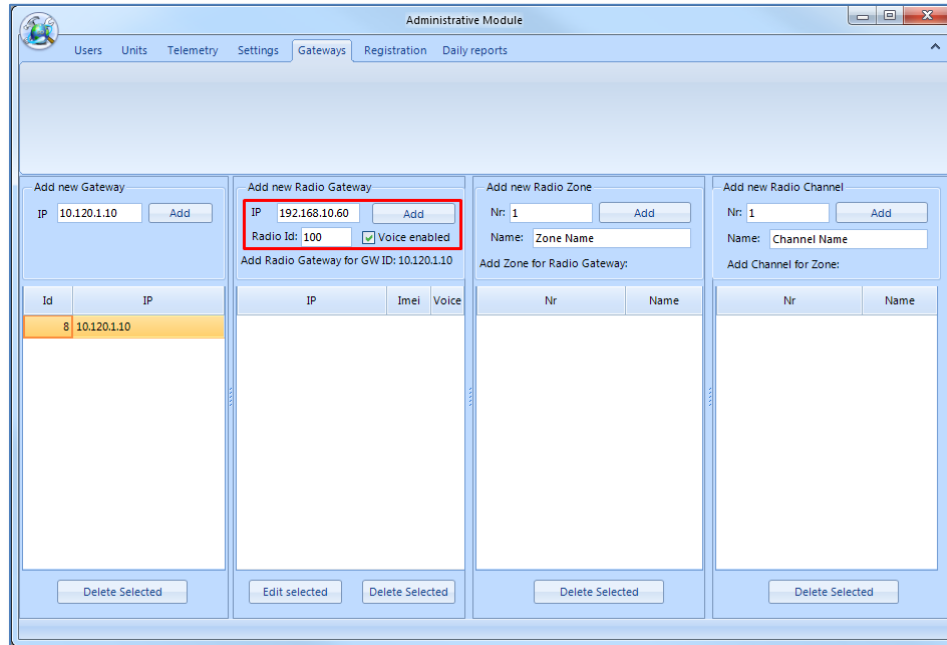 Administrative Module
Users Units Telemetry Settings Gateways Registration Daily reports
Add new Gateway
IP 10.120.1.10 Add
Add new Radio Gateway
IP 192.168.10.60 Add
Radio Id: 100 Voice enabled
Add Radio Gateway for GW ID: 10.120.1.10
Add new Radio Zone
Nr: 1 Add
Name: Zone Name
Add Zone for Radio Gateway:
Add new Radio Channel
Nr: 1 Add
Name: Channel Name
Add Channel for Zone:
Id IP
8 10.120.1.10
IP Imei Voice
Nr Name
Nr Name
Delete Selected
Edit selected Delete Selected
Delete Selected
Delete Selected